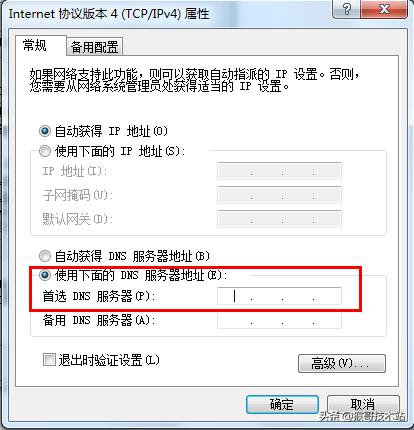 Internet 协议版本 4 (TCP/IPv4) 属性
常规 备用配置
如果网络支持此功能，则可以获取自动指派的 IP 设置。否则，
您需要从网络系统管理员处获得适当的 IP 设置。
自动获得 IP 地址(O)
使用下面的 IP 地址(S):
IP 地址(I):
子网掩码(U):
默认网关(D):
自动获得 DNS 服务器地址(B)
使用下面的 DNS 服务器地址(E):
首选 DNS 服务器(P):
备用 DNS 服务器(A):
退出时验证设置(L)
高级(V)...
确定 取消
头条@猴哥技术站